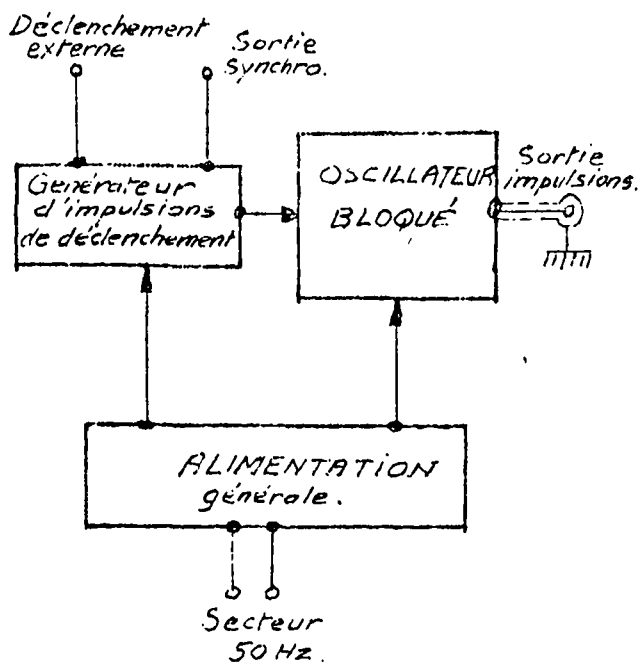 Déclenchement
externe
Sortie
synchro.
Générateur
d'impulsions
de déclenchement
OSCILLATEUR
BLOQUÉ
Sortie
impulsions.
ALIMENTATION
générale.
Secteur
50 Hz.